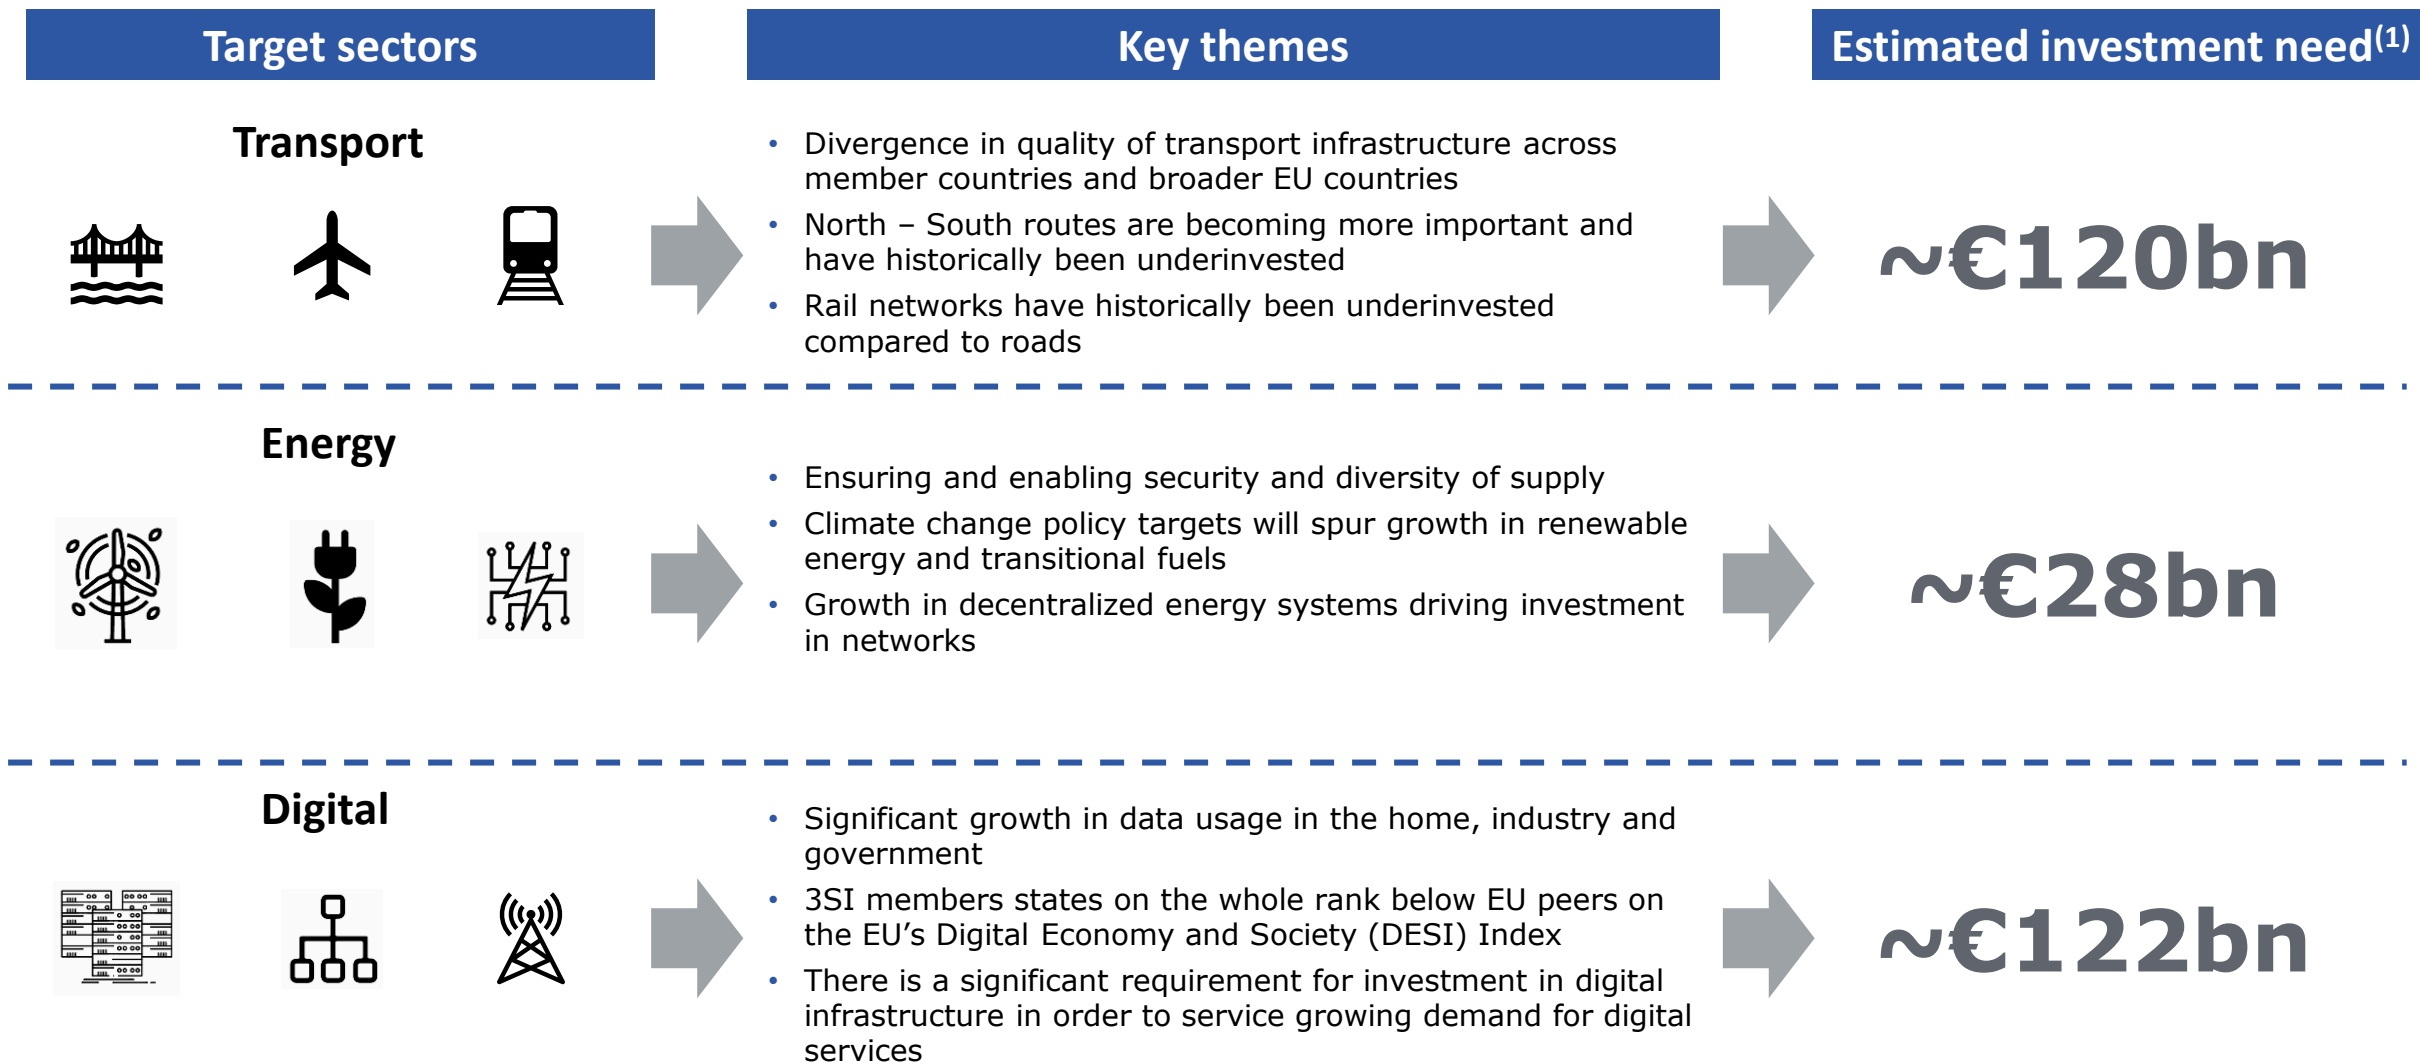 Target sectors
Key themes
Estimated investment need(1)
Transport
• Divergence in quality of transport infrastructure across
member countries and broader EU countries
• North – South routes are becoming more important and
have historically been underinvested
• Rail networks have historically been underinvested
compared to roads
~€120bn
Energy
• Ensuring and enabling security and diversity of supply
• Climate change policy targets will spur growth in renewable
energy and transitional fuels
• Growth in decentralized energy systems driving investment
in networks
~€28bn
Digital
• Significant growth in data usage in the home, industry and
government
• 3SI members states on the whole rank below EU peers on
the EU’s Digital Economy and Society (DESI) Index
• There is a significant requirement for investment in digital
infrastructure in order to service growing demand for digital
services
~€122bn